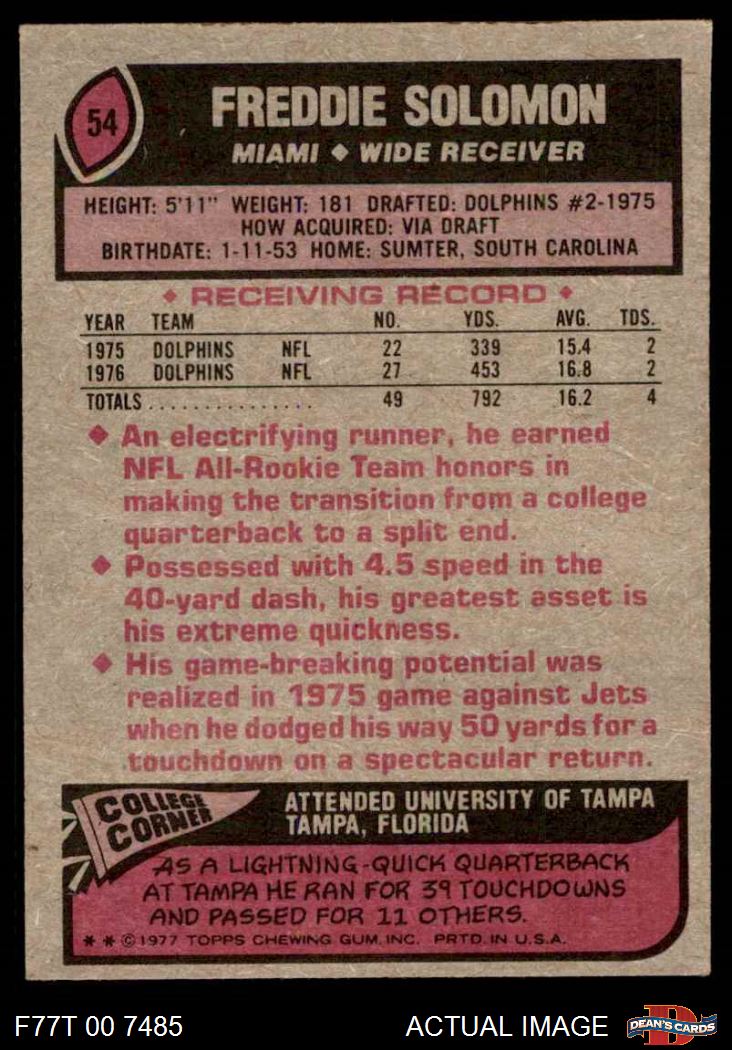 54
FREDDIE SOLOMON
MIAMI ◆ WIDE RECEIVER
HEIGHT: 5'11" WEIGHT: 181 DRAFTED: DOLPHINS #2-1975
HOW ACQUIRED: VIA DRAFT
BIRTHDATE: 1-11-53 HOME: SUMTER, SOUTH CAROLINA
◆ RECEIVING RECORD ◆
YEAR TEAM NO. YDS. AVG. TDS.
1975 DOLPHINS NFL 22 339 15.4 2
1976 DOLPHINS NFL 27 453 16.8 2
TOTALS................ 49 792 16.2 4
◆ An electrifying runner, he earned
NFL All-Rookie Team honors in
making the transition from a college
quarterback to a split end.
◆ Possessed with 4.5 speed in the
40-yard dash, his greatest asset is
his extreme quickness.
◆ His game-breaking potential was
realized in 1975 game against Jets
when he dodged his way 50 yards for a
touchdown on a spectacular return.
COLLEGE
CORNER
ATTENDED UNIVERSITY OF TAMPA
TAMPA, FLORIDA
AS A LIGHTNING-QUICK QUARTERBACK
AT TAMPA HE RAN FOR 39 TOUCHDOWNS
AND PASSED FOR 11 OTHERS.
* * © 1977 TOPPS CHEWING GUM, INC. PRTD. IN U.S.A.
F77T 00 7485 ACTUAL IMAGE
D
DEAN'S CARDS